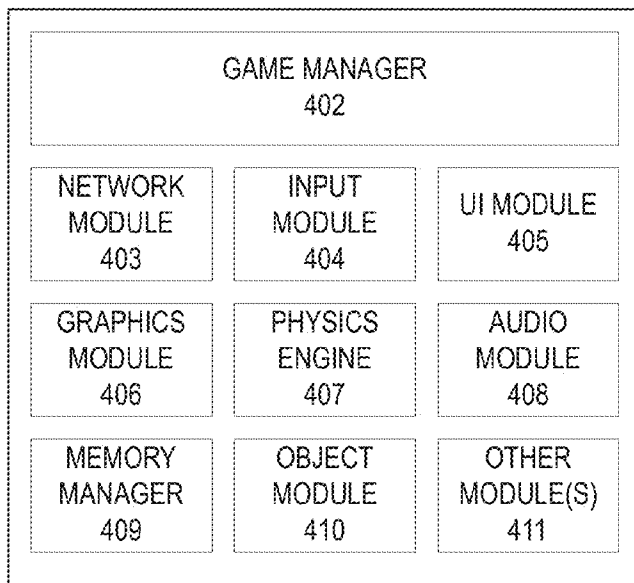 GAME MANAGER
402
NETWORK
MODULE
403
INPUT
MODULE
404
UI MODULE
405
GRAPHICS
MODULE
406
PHYSICS
ENGINE
407
AUDIO
MODULE
408
MEMORY
MANAGER
409
OBJECT
MODULE
410
OTHER
MODULE(S)
411